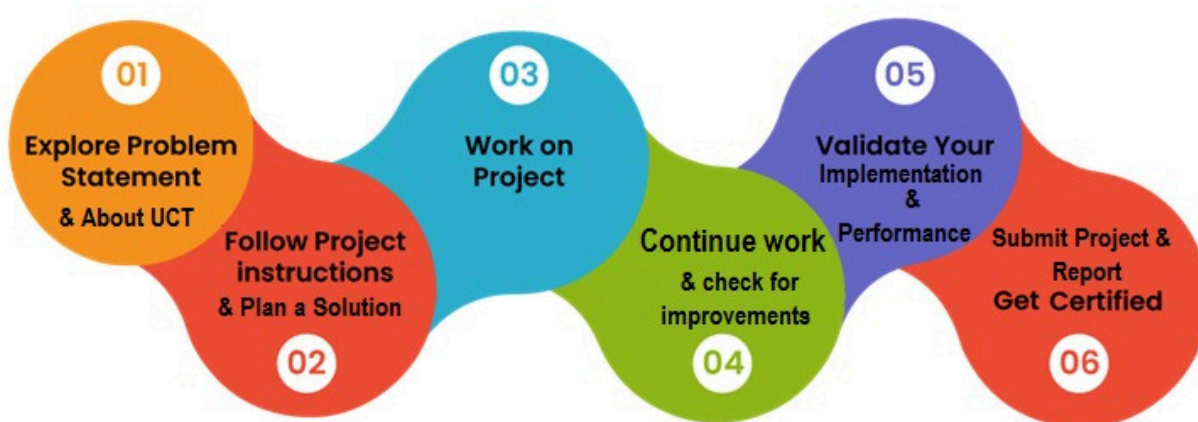 01
Explore Problem
Statement
& About UCT
Follow Project
instructions
& Plan a Solution
02
03
Work on
Project
Continue work
& check for
improvements
04
05
Validate Your
Implementation
&
Performance
Submit Project &
Report
Get Certified
06